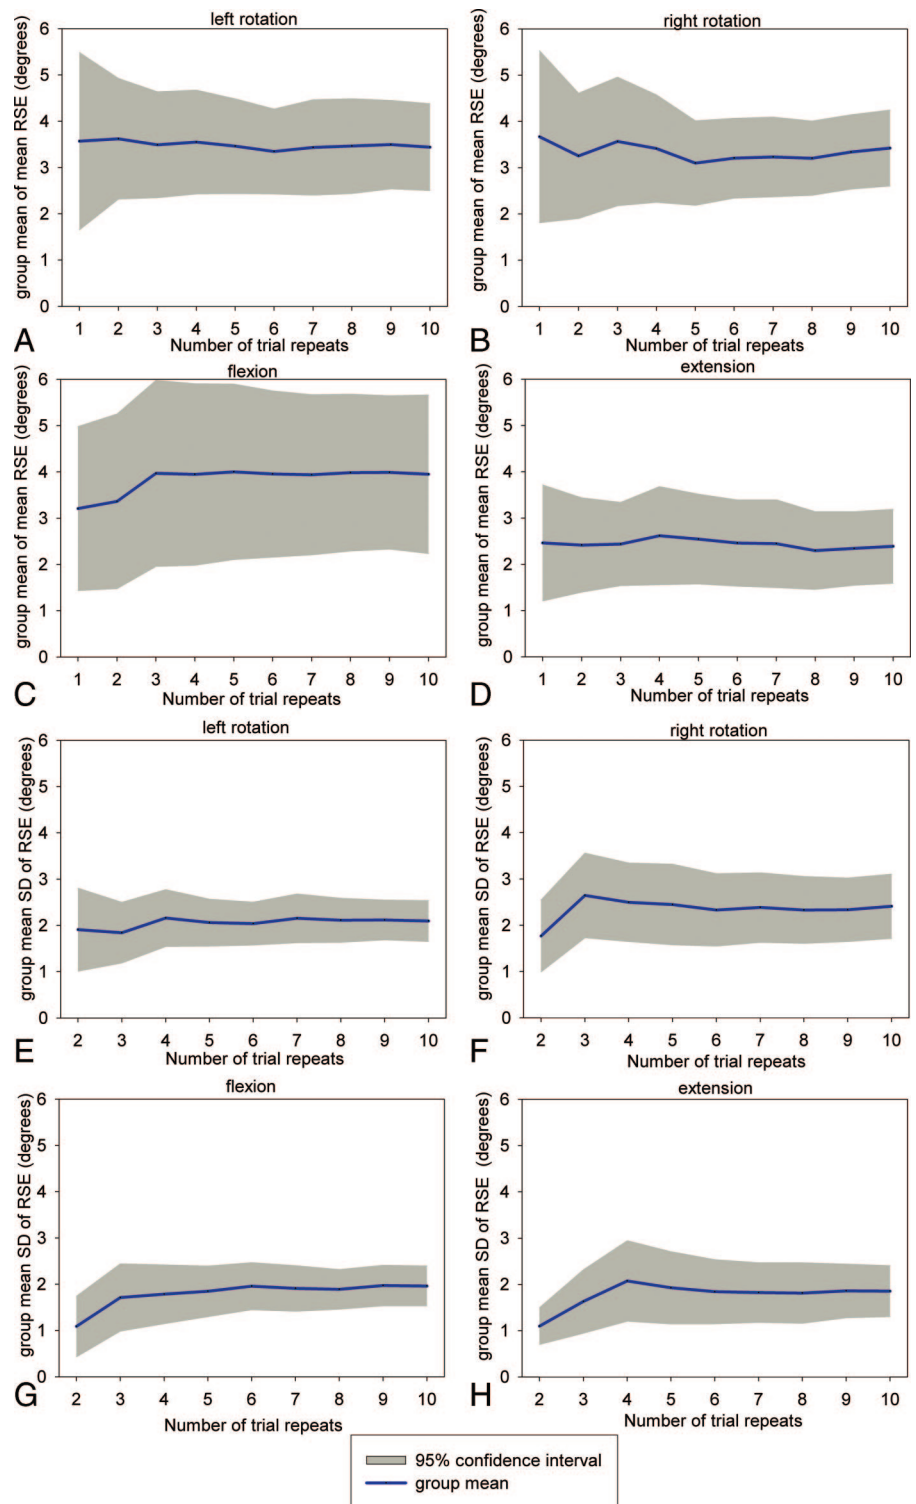 left rotation
group mean of mean RSE (degrees)
6
5
4
3
2
1
0
1 2 3 4 5 6 7 8 9 10
A
Number of trial repeats
right rotation
group mean of mean RSE (degrees)
6
5
4
3
2
1
0
1 2 3 4 5 6 7 8 9 10
B
Number of trial repeats
flexion
group mean of mean RSE (degrees)
6
5
4
3
2
1
0
1 2 3 4 5 6 7 8 9 10
C
Number of trial repeats
extension
group mean of mean RSE (degrees)
6
5
4
3
2
1
0
1 2 3 4 5 6 7 8 9 10
D
Number of trial repeats
left rotation
group mean SD of RSE (degrees)
6
5
4
3
2
1
0
2 3 4 5 6 7 8 9 10
E
Number of trial repeats
right rotation
group mean SD of RSE (degrees)
6
5
4
3
2
1
0
2 3 4 5 6 7 8 9 10
F
Number of trial repeats
flexion
group mean SD of RSE (degrees)
6
5
4
3
2
1
0
2 3 4 5 6 7 8 9 10
G
Number of trial repeats
extension
group mean SD of RSE (degrees)
6
5
4
3
2
1
0
2 3 4 5 6 7 8 9 10
H
Number of trial repeats
95% confidence interval
group mean